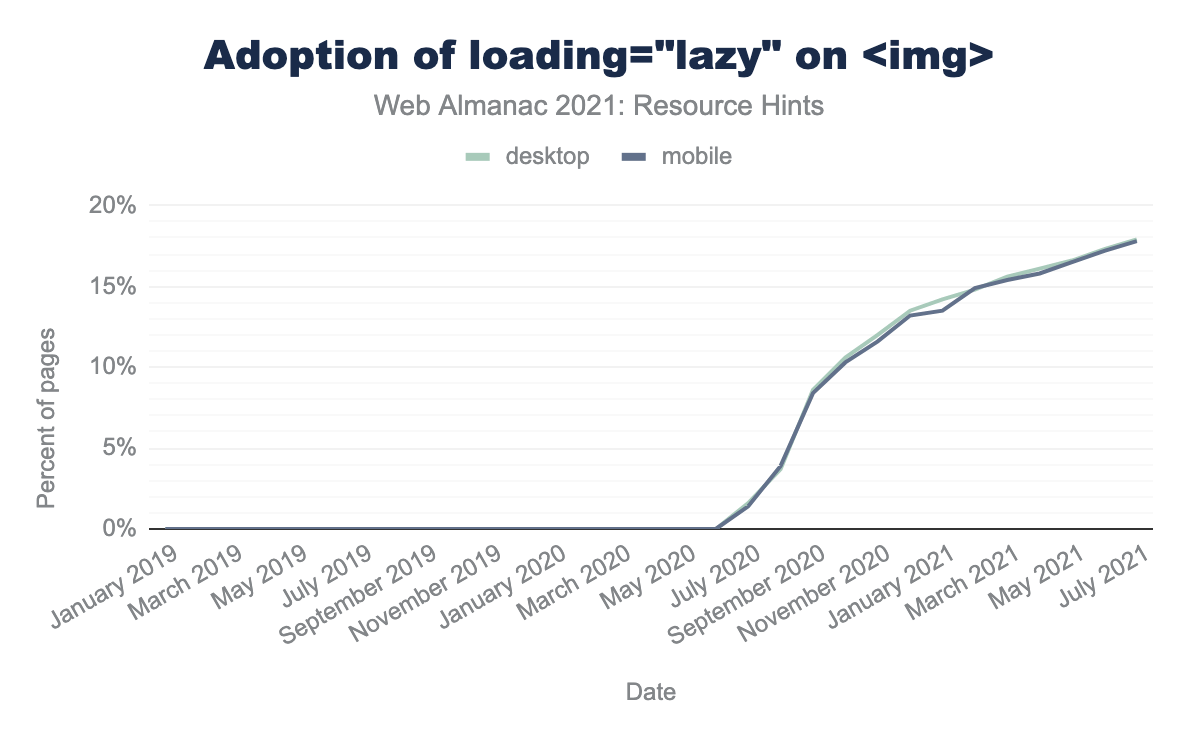 Adoption of loading="lazy" on <img>
Web Almanac 2021: Resource Hints
desktop
mobile
20%
15%
10%
5%
0%
Percent of pages
January 2019
March 2019
May 2019
July 2019
September 2019
November 2019
January 2020
March 2020
May 2020
July 2020
September 2020
November 2020
January 2021
March 2021
May 2021
July 2021
Date